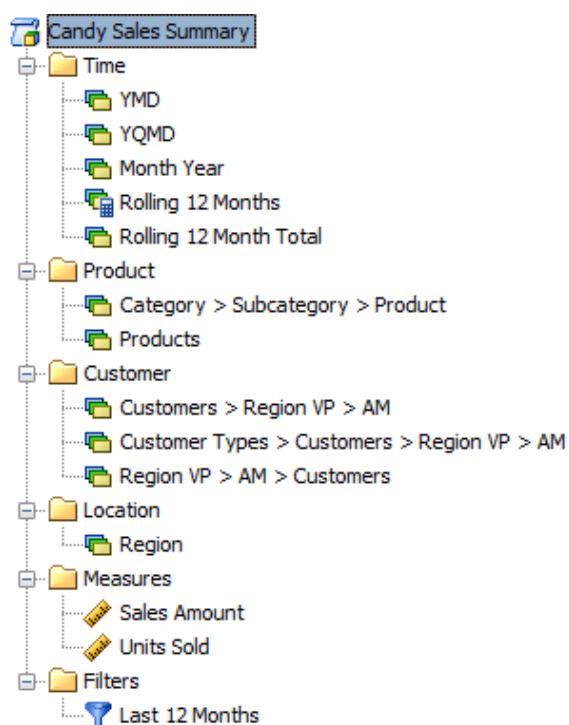 Candy Sales Summary
Time
YMD
YQMD
Month Year
Rolling 12 Months
Rolling 12 Month Total
Product
Category > Subcategory > Product
Products
Customer
Customers > Region VP > AM
Customer Types > Customers > Region VP > AM
Region VP > AM > Customers
Location
Region
Measures
Sales Amount
Units Sold
Filters
Last 12 Months